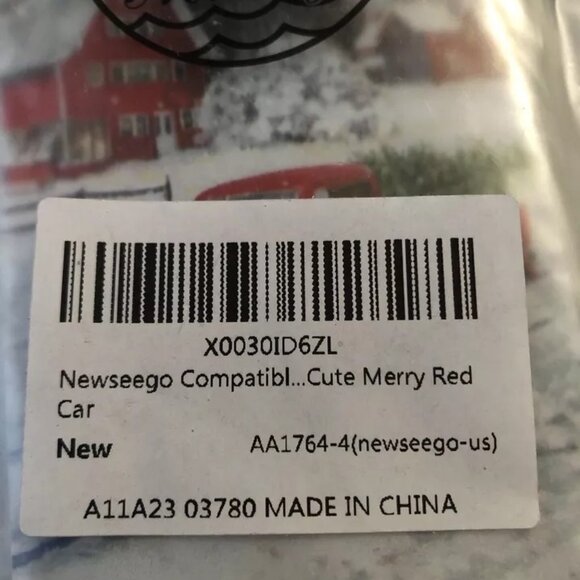 X0030ID6ZL
Newseego Compatibl...Cute Merry Red
Car
New AA1764-4(newseego-us)
A11A23 03780 MADE IN CHINA